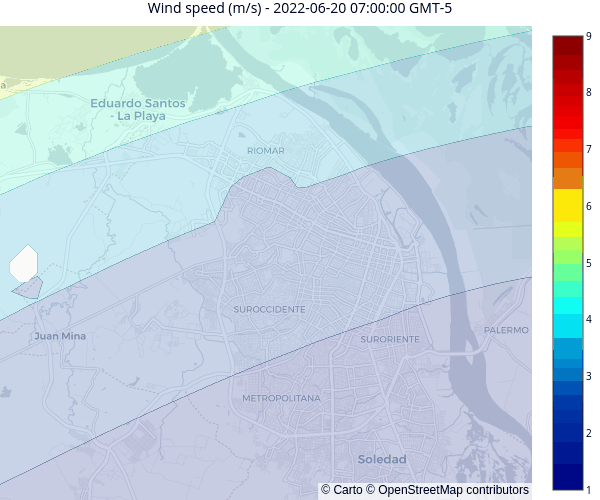 Wind speed (m/s) - 2022-06-20 07:00:00 GMT-5
a
Eduardo Santos
- La Playa
RIOMAR
SUROCCIDENTE
Juan Mina
SURORIENTE
PALERMO
METROPOLITANA
Soledad
© Carto © OpenStreetMap contributors
9
8
7
6
5
4
3
2
1